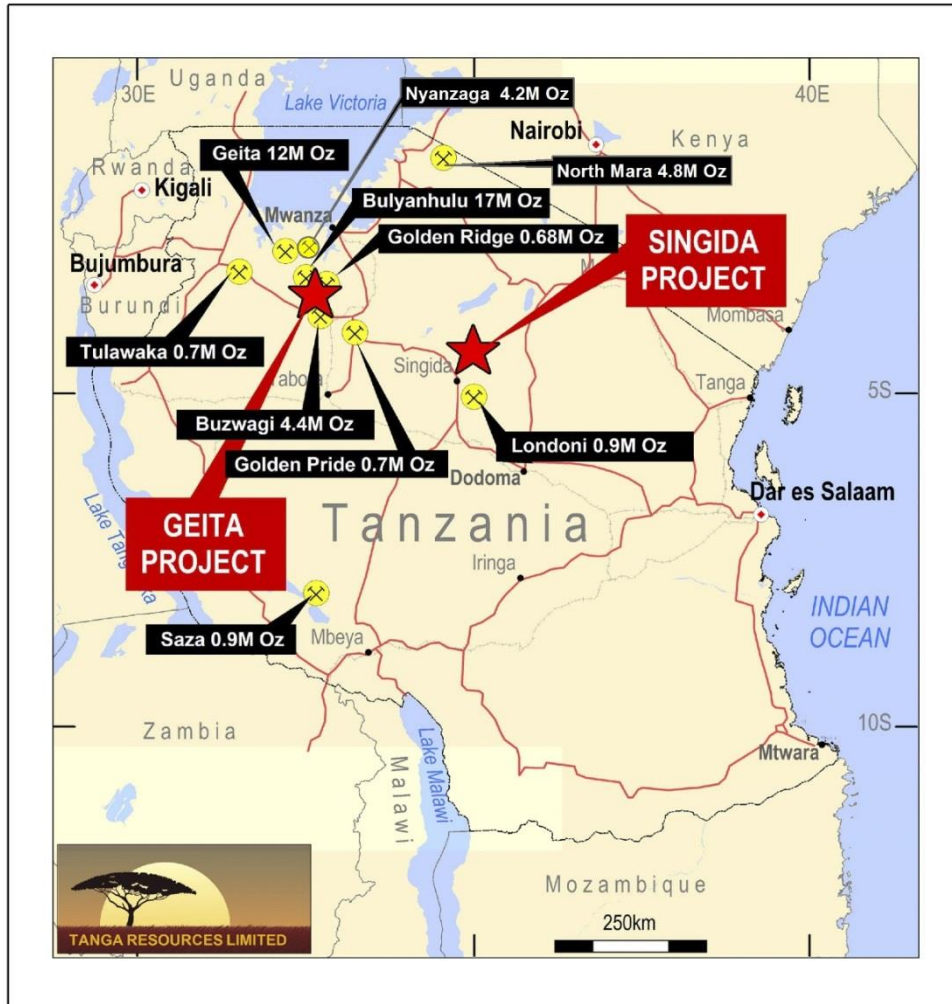 30E
40E
Uganda
Lake Victoria
Nyanzaga 4.2M Oz
Nairobi
Kenya
Geita 12M Oz
North Mara 4.8M Oz
Rwanda
Kigali
Bulyanhulu 17M Oz
Mwanza
Golden Ridge 0.68M Oz
SINGIDA
PROJECT
Bujumbura
Burundi
Mombasa
Tulawaka 0.7M Oz
Singida
Tanga
5S
Buzwagi 4.4M Oz
Londoni 0.9M Oz
Golden Pride 0.7M Oz
Dodoma
Dar es Salaam
GEITA
PROJECT
Tanzania
Iringa
INDIAN
OCEAN
Saza 0.9M Oz
Mbeya
Zambia
10S
Mtwara
Lake Malawi
Malawi
Mozambique
250km
TANGA RESOURCES LIMITED